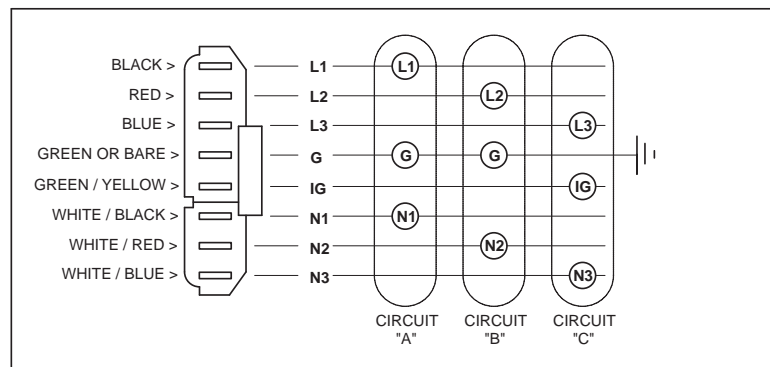 BLACK > L1 L1
RED > L2 L2
BLUE > L3 L3
GREEN OR BARE > G G G
GREEN / YELLOW > IG IG
WHITE / BLACK > N1 N1
WHITE / RED > N2 N2
WHITE / BLUE > N3 N3
CIRCUIT CIRCUIT CIRCUIT
"A" "B" "C"